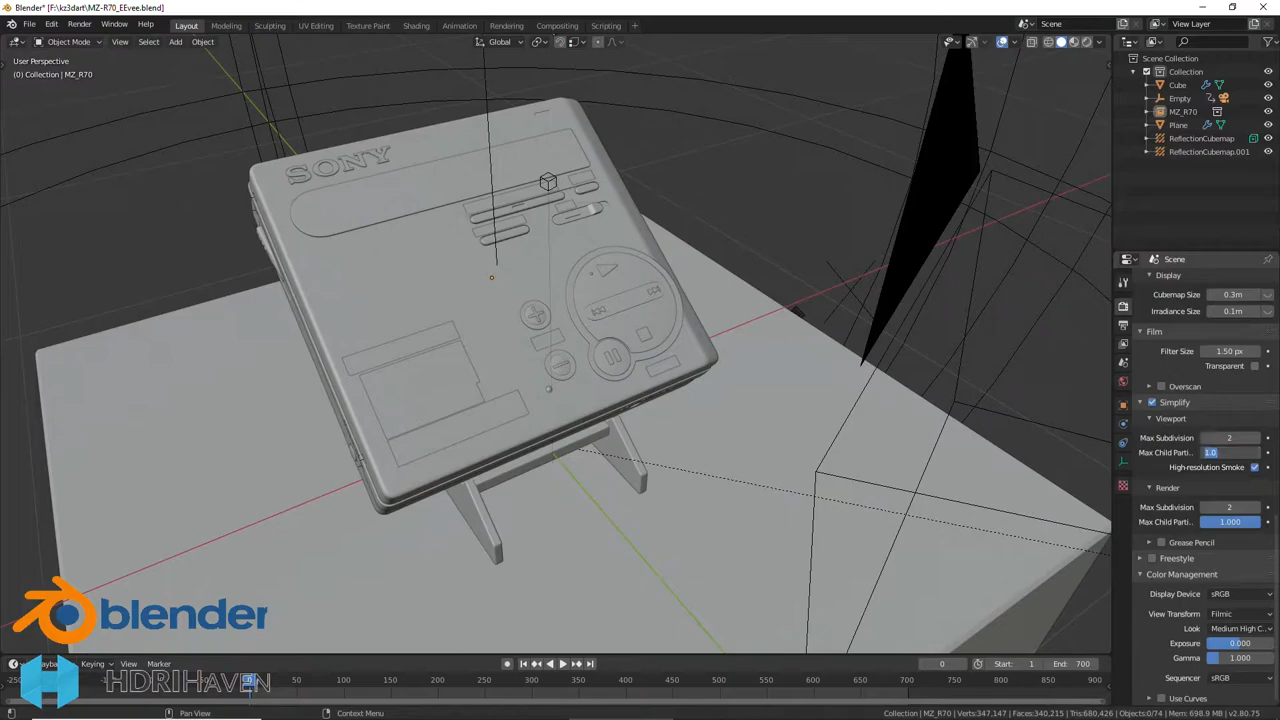 Blender* [F:\kz3dart\MZ-R70_EEvee.blend]
File Edit Render Window Help Layout Modeling Sculpting UV Editing Texture Paint Shading Animation Rendering Compositing Scripting + Scene View Layer
Object Mode View Select Add Object Global
User Perspective
(0) Collection | MZ_R70
Scene Collection
Collection
Cube
Empty
MZ_R70
Plane
ReflectionCubemap
ReflectionCubemap.001
SONY
Scene
Display
Cubemap Size 0.3m
Irradiance Size 0.1m
Film
Filter Size 1.50 px
Transparent
Overscan
Simplify
Viewport
Max Subdivision 2
Max Child Parti.. 1.0
High-resolution Smoke
Render
Max Subdivision 2
Max Child Parti.. 1.000
Grease Pencil
Freestyle
Color Management
Display Device sRGB
View Transform Filmic
Look Medium High C..
Exposure 0.000
Gamma 1.000
Sequencer sRGB
Use Curves
blender
Keying View Marker 0 Start: 1 End: 700
-250 0 50 100 150 200 250 300 350 400 450 500 550 600 650 700 750 800 850 900
HDRIHAVEN
Pan View Context Menu Collection | MZ_R70 | Verts:347,147 | Faces:340,215 | Tris:680,426 | Objects:0/74 | Mem: 698.9 MB | v2.80.75